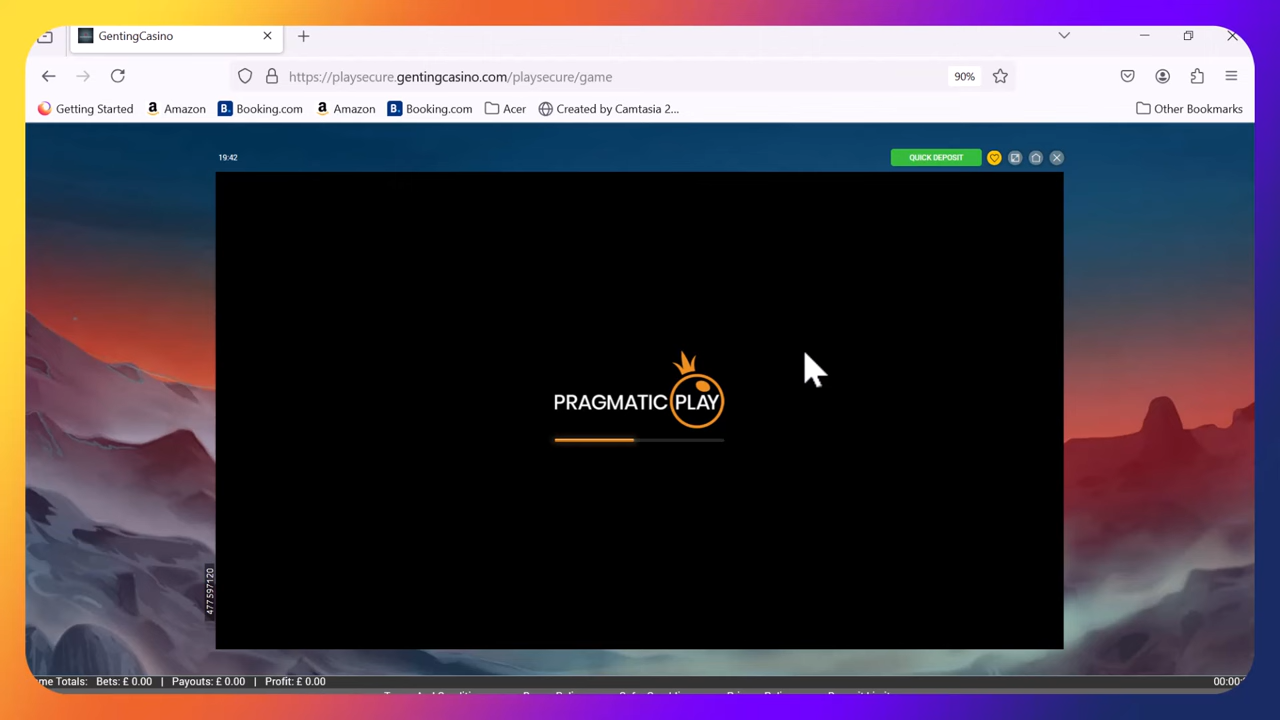 GentingCasino
https://playsecure.gentingcasino.com/playsecure/game
90%
Getting Started
Amazon
B. Booking.com
Amazon
B. Booking.com
Acer
Created by Camtasia 2...
Other Bookmarks
19:42
QUICK DEPOSIT
PRAGMATIC PLAY
477597120
Totals: Bets: £ 0.00 | Payouts: £ 0.00 | Profit: £ 0.00
00:00: